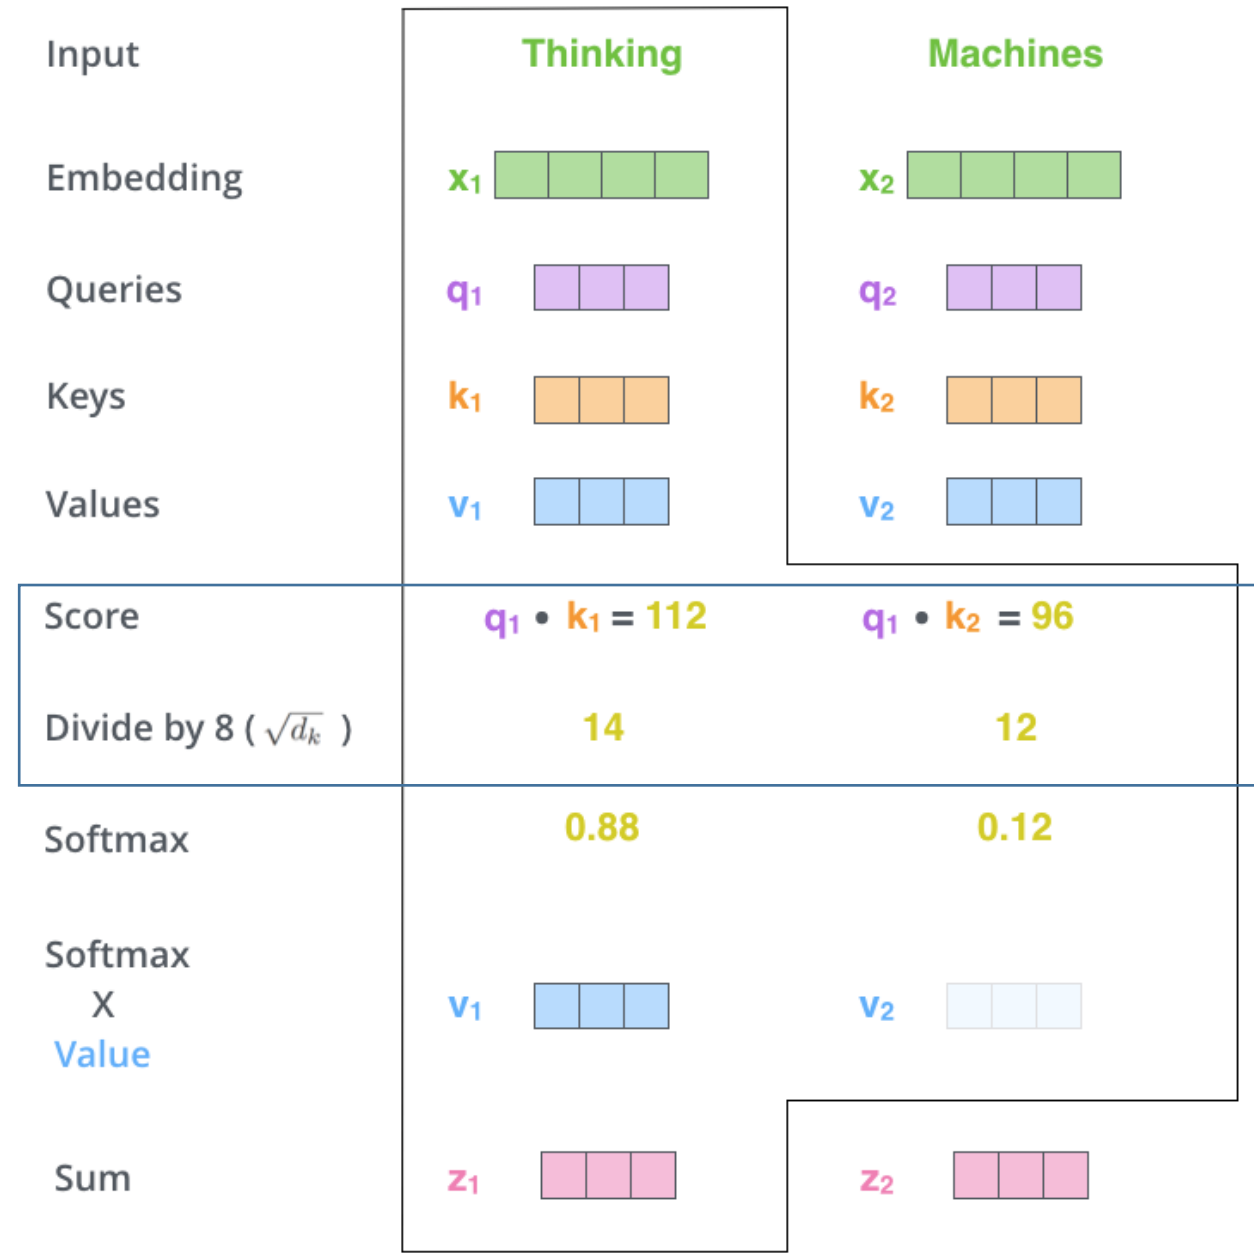 Input Thinking Machines
Embedding x₁ x₂
Queries q₁ q₂
Keys k₁ k₂
Values v₁ v₂
Score q₁ • k₁ = 112 q₁ • k₂ = 96
Divide by 8 ( √dₖ ) 14 12
Softmax 0.88 0.12
Softmax
X v₁ v₂
Value
Sum z₁ z₂